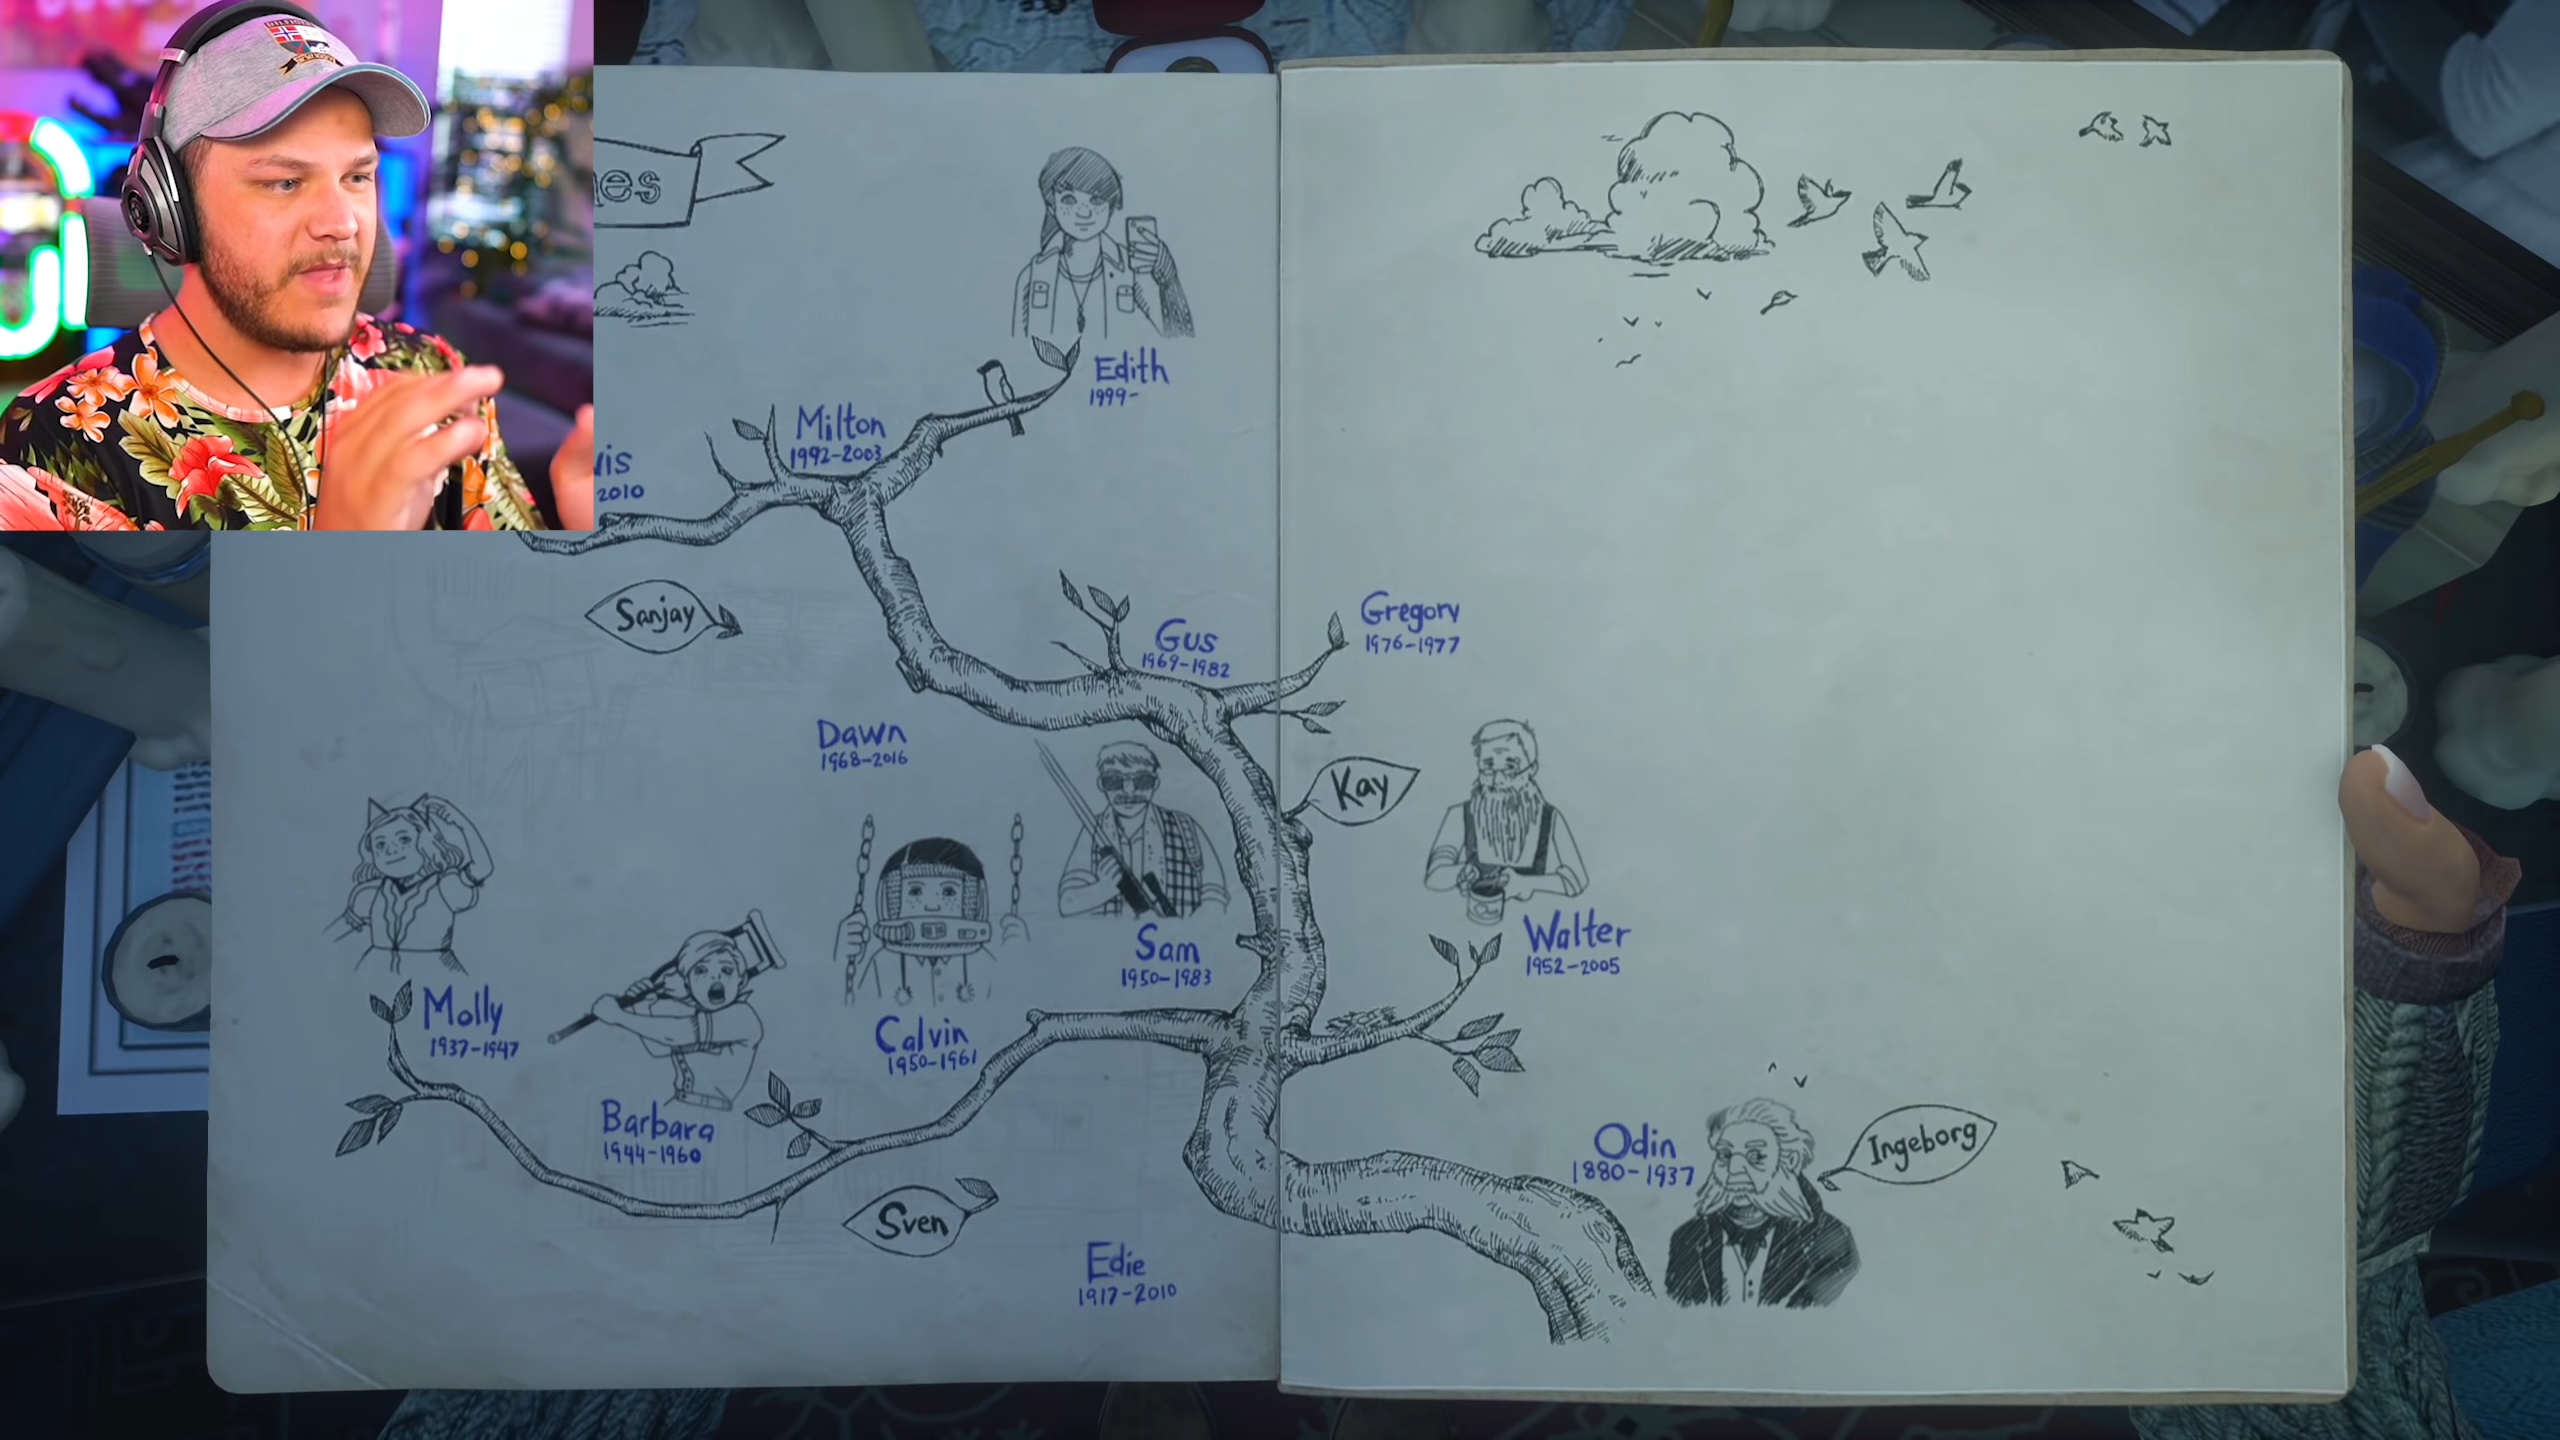 Edith
1999-
Milton
1992-2003
2010
Sanjay
Gus
1969-1982
Gregory
1976-1977
Dawn
1968-2016
Kay
Sam
1950-1983
Walter
1952-2005
Calvin
1950-1961
Molly
1937-1947
Barbara
1944-1960
Odin
1880-1937
Ingeborg
Sven
Edie
1917-2010